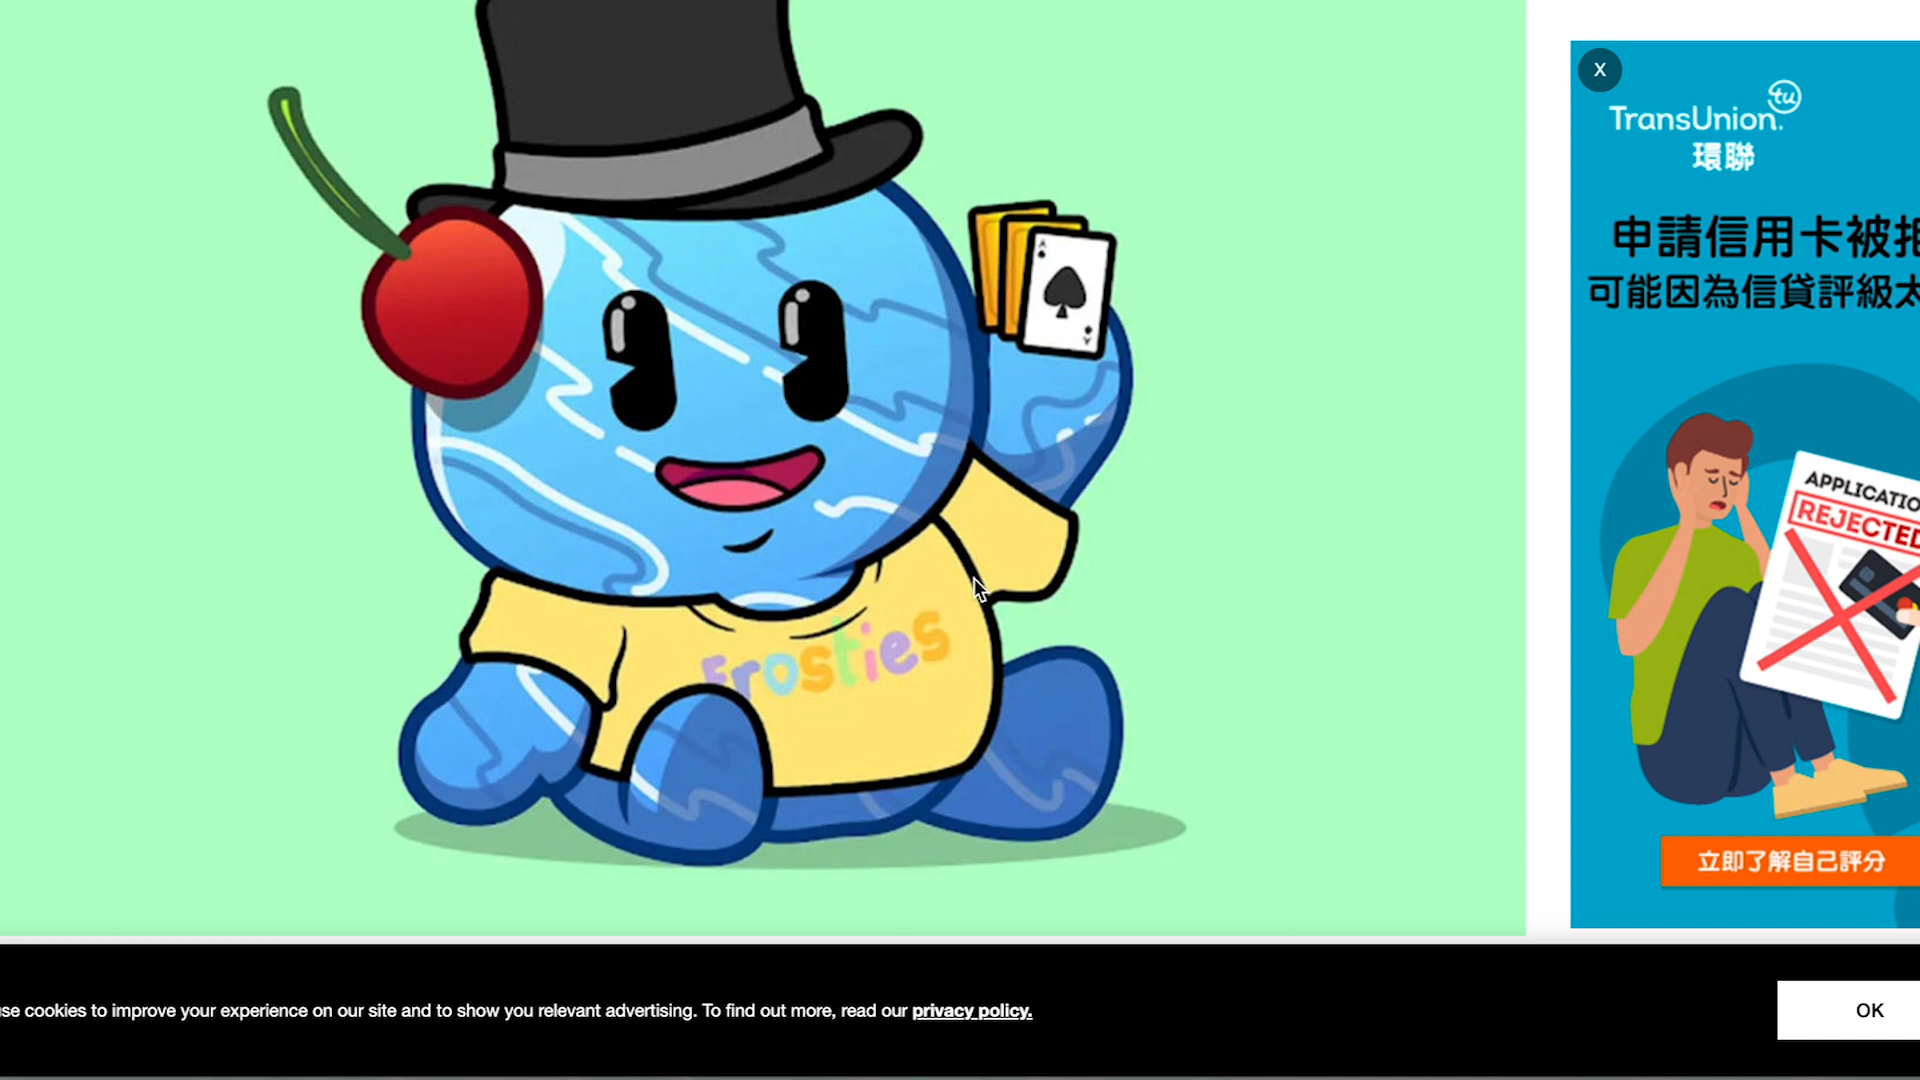 A
A
Frosties
X
tu
TransUnion.
環聯
申請信用卡被
可能因為信貸評級太
APPLICATIO
REJECTED
立即了解自己評分
use cookies to improve your experience on our site and to show you relevant advertising. To find out more, read our privacy policy.
OK